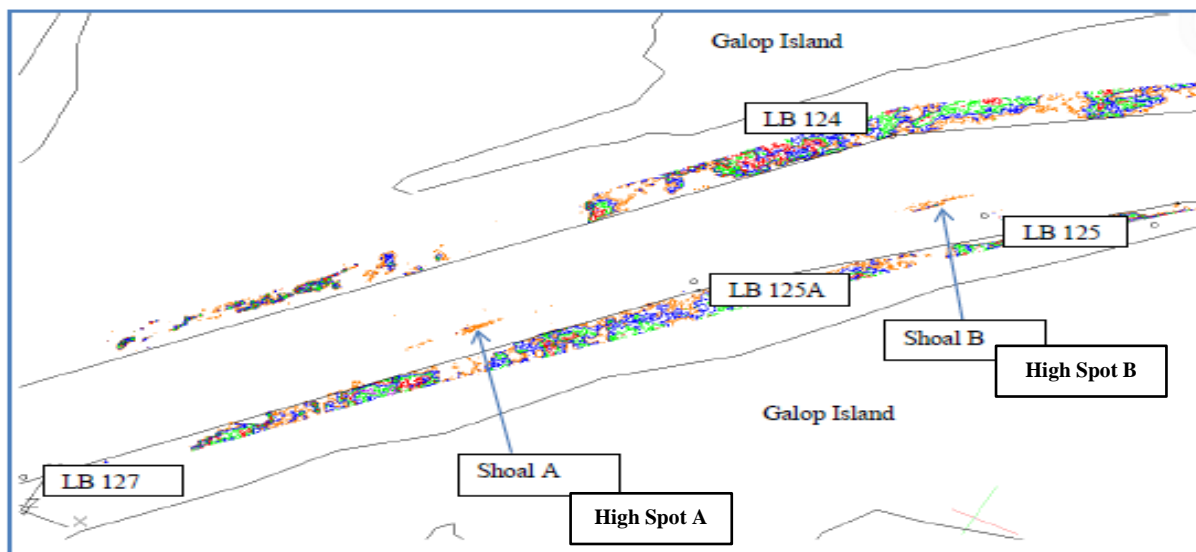 Galop Island
LB 124
LB 125
LB 125A
Shoal B
High Spot B
Galop Island
Shoal A
LB 127
High Spot A